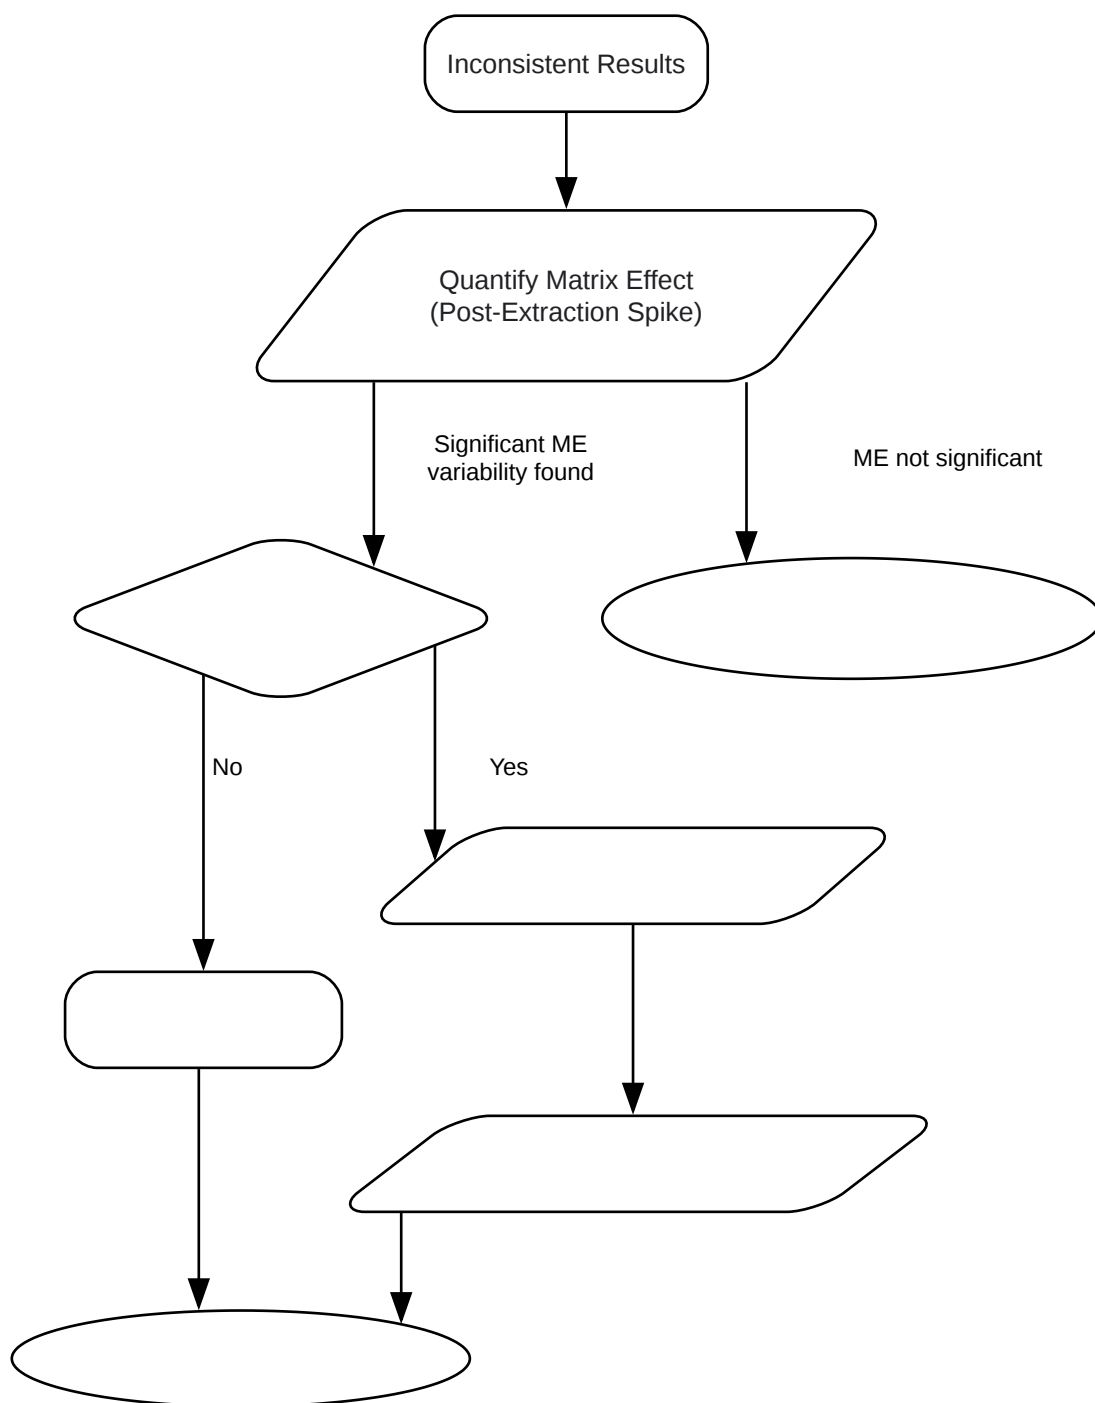 Inconsistent Results
Quantify Matrix Effect
(Post-Extraction Spike)
Significant ME
variability found
ME not significant
No
Yes